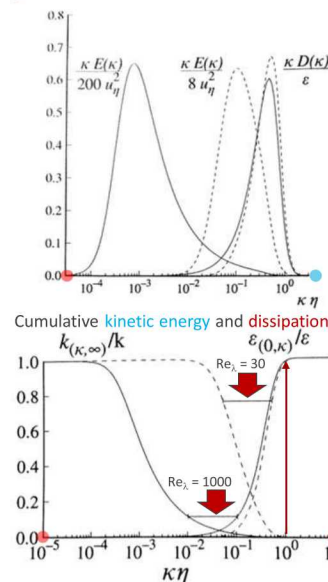 0.8
κ E(κ) κ E(κ) κ D(κ)
200 u_η^2 8 u_η^2 ε
0.7
0.6
0.5
0.4
0.3
0.2
0.1
0.0
10^-4 10^-3 10^-2 10^-1 10^0
κ η
Cumulative kinetic energy and dissipation
k_(κ,∞)/k ε_(0,κ)/ε
1.0
Re_λ = 30
0.8
0.6
0.4
Re_λ = 1000
0.2
0.0
10^-5 10^-4 10^-3 10^-2 10^-1 10^0
κη